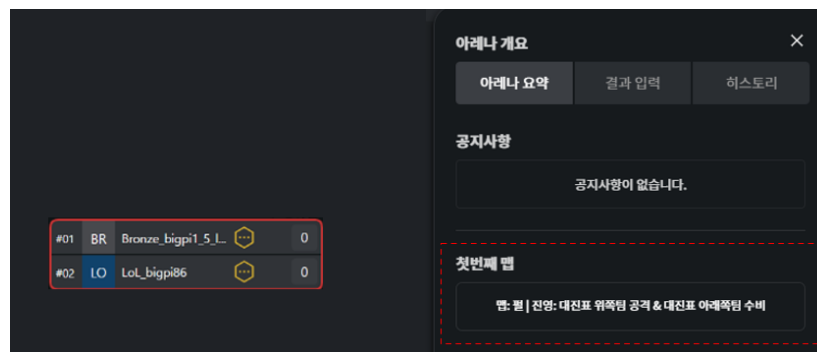 아레나 개요
아레나 요약 결과 입력 히스토리
공지사항
공지사항이 없습니다.
#01 BR Bronze_bigpi1_5_l... 0
#02 LO LoL_bigpi86 0
첫번째 맵
맵: 펄 | 진영: 대진표 위쪽팀 공격 & 대진표 아래쪽팀 수비